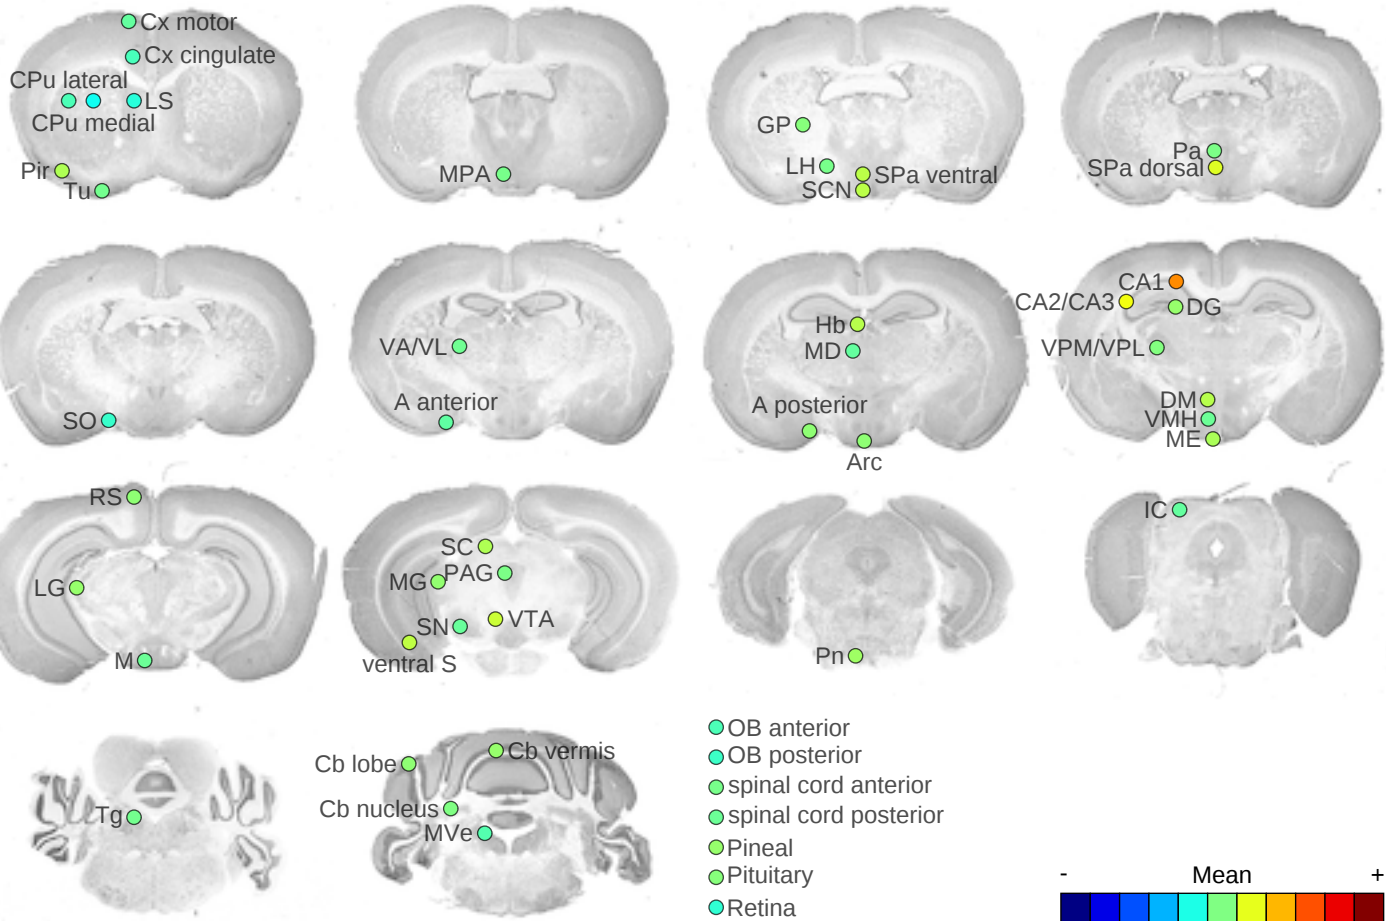 Cx motor
Cx cingulate
CPu lateral
LS
CPu medial
Pir
Tu
MPA
GP
LH
SPa ventral
SCN
Pa
SPa dorsal
SO
VA/VL
A anterior
Hb
MD
A posterior
Arc
CA1
CA2/CA3
DG
VPM/VPL
DM
VMH
ME
RS
LG
M
SC
PAG
MG
VTA
SN
ventral S
Pn
IC
Tg
Cb vermis
Cb lobe
Cb nucleus
MVe
OB anterior
OB posterior
spinal cord anterior
spinal cord posterior
Pineal
Pituitary
Retina
- Mean +